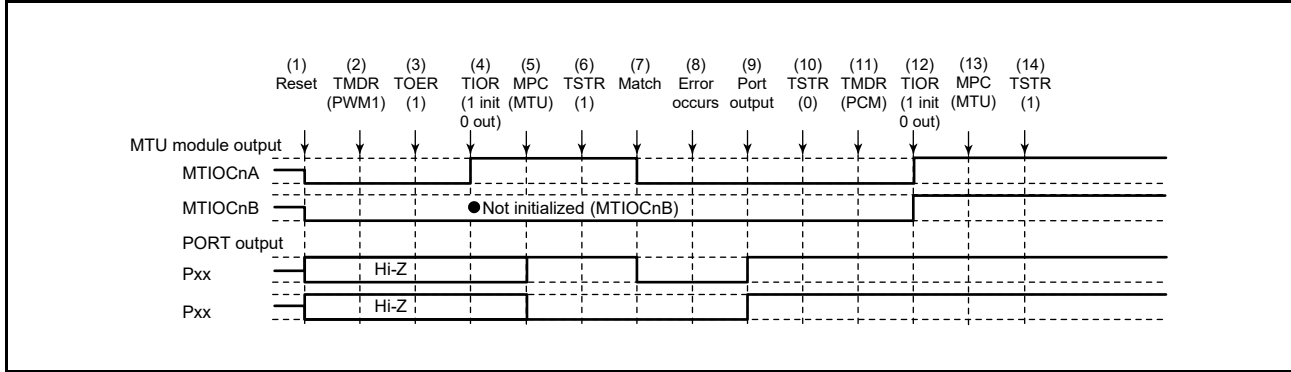 (1) (2) (3) (4) (5) (6) (7) (8) (9) (10) (11) (12) (13) (14)
Reset TMDR TOER TIOR MPC TSTR Match Error Port TSTR TMDR TIOR MPC TSTR
(PWM1) (1) (1 init (MTU) (1) occurs output (0) (PCM) (1 init (MTU) (1)
0 out) 0 out)
MTU module output
MTIOCnA
MTIOCnB ●Not initialized (MTIOCnB)
PORT output
Pxx Hi-Z
Pxx Hi-Z